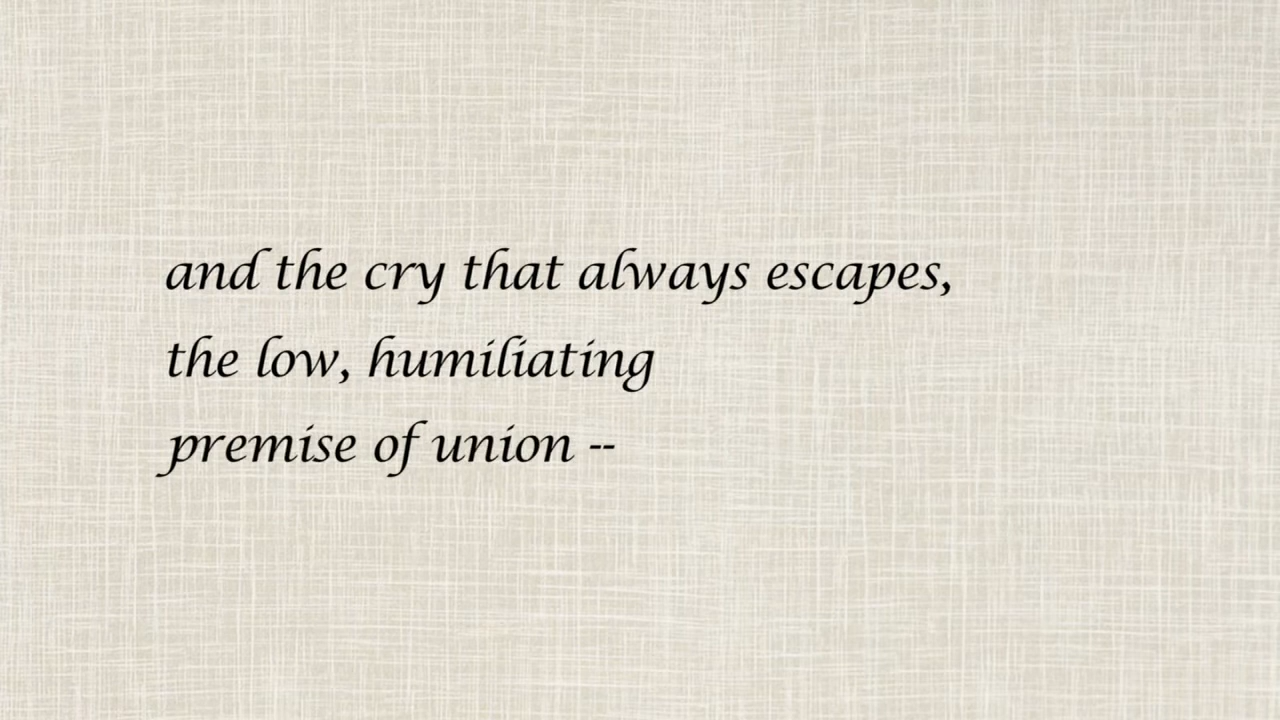 and the cry that always escapes,
the low, humiliating
premise of union --